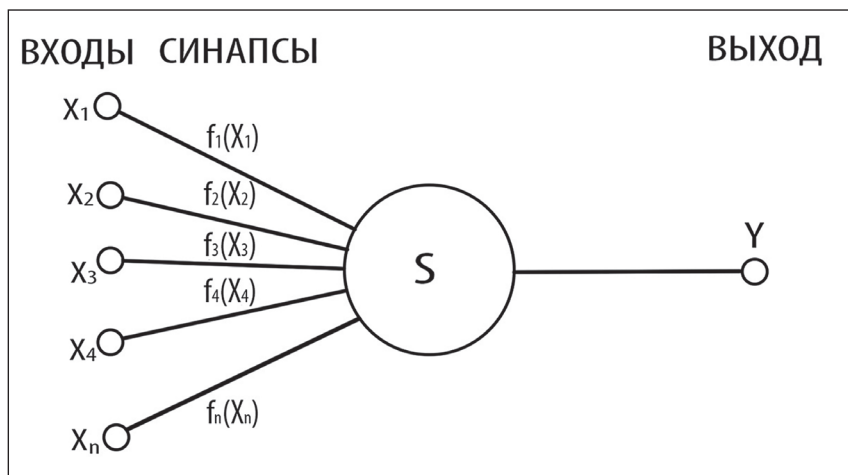 ВХОДЫ СИНАПСЫ ВЫХОД
X₁ f₁(X₁)
X₂ f₂(X₂)
X₃ f₃(X₃)
X₄ f₄(X₄)
Xₙ fₙ(Xₙ)
S
Y